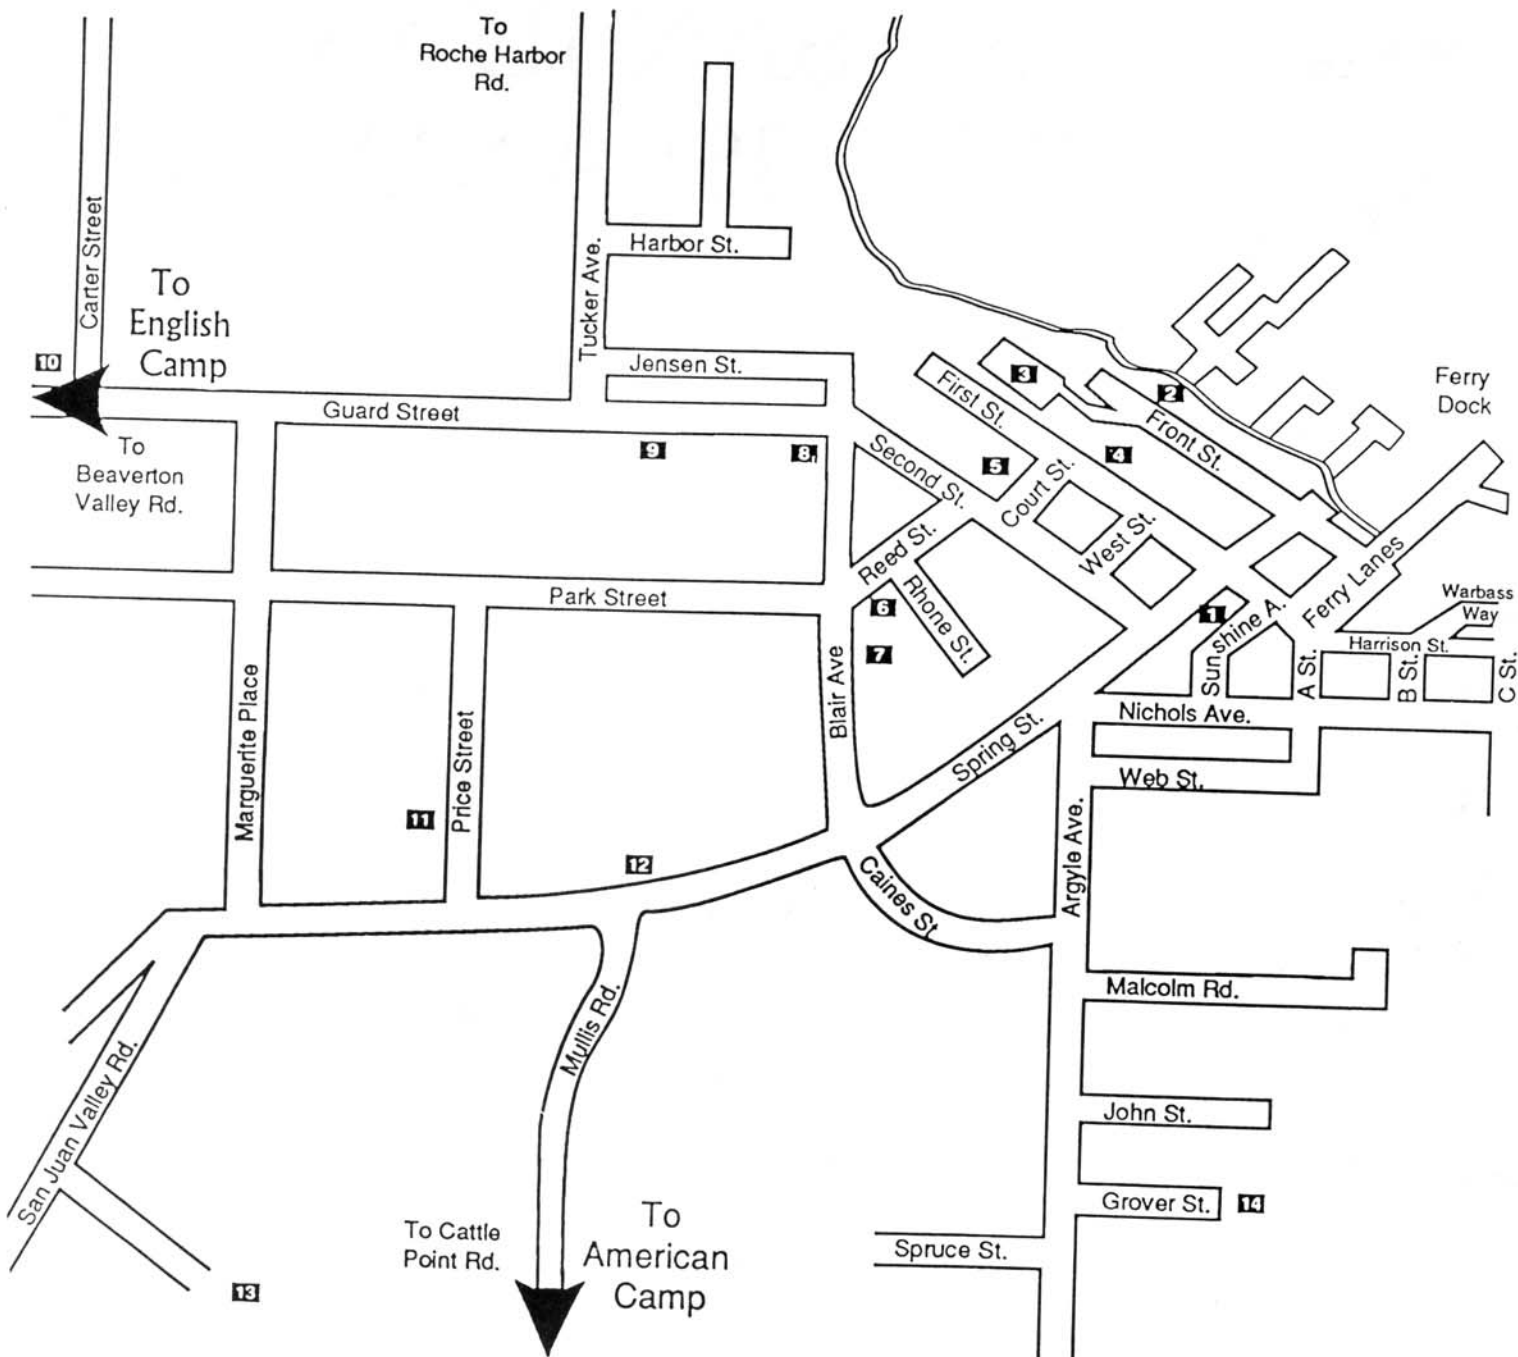 To
Roche Harbor
Rd.
Carter Street
Tucker Ave.
Harbor St.
To
English
Camp
10
Jensen St.
3
2
Ferry
Dock
First St.
Guard Street
Front St.
To
Beaverton
Valley Rd.
9
8
Second St.
5
4
Court St.
West St.
Reed St.
Ferry Lanes
Park Street
6
Rhone St.
1
Sunshine A.
Warbass
Way
Harrison St.
7
A St.
B St.
C St.
Blair Ave
Nichols Ave.
Marguerite Place
Price Street
Spring St.
Web St.
11
12
Argyle Ave.
Caines St
Malcolm Rd.
Mullis Rd.
San Juan Valley Rd.
John St.
Grover St.
14
To Cattle
Point Rd.
To
American
Camp
Spruce St.
13